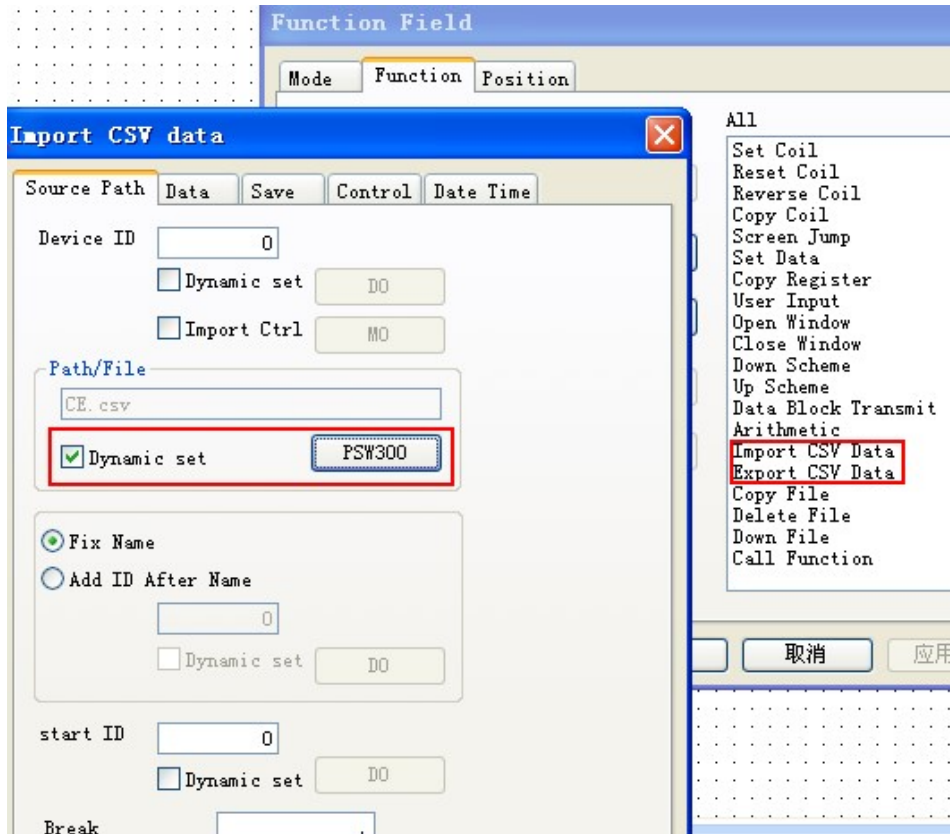 Function Field
Mode Function Position
Import CSV data
Source Path Data Save Control Date Time
Device ID 0
Dynamic set D0
Import Ctrl M0
Path/File
CE.csv
Dynamic set PSW300
Fix Name
Add ID After Name
0
Dynamic set D0
start ID 0
Dynamic set D0
Break
All
Set Coil
Reset Coil
Reverse Coil
Copy Coil
Screen Jump
Set Data
Copy Register
User Input
Open Window
Close Window
Down Scheme
Up Scheme
Data Block Transmit
Arithmetic
Import CSV Data
Export CSV Data
Copy File
Delete File
Down File
Call Function
取消 应用